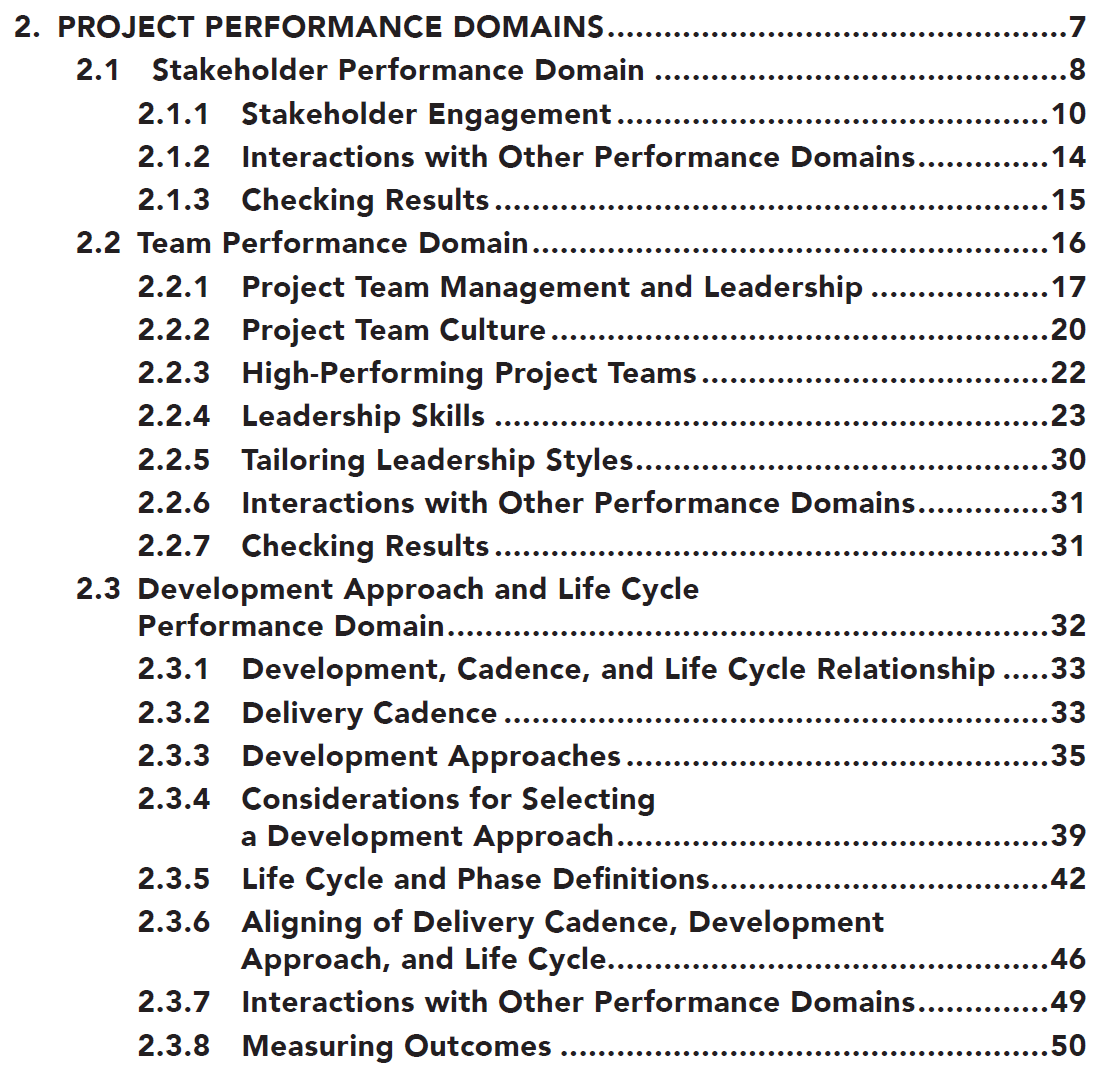 2. PROJECT PERFORMANCE DOMAINS..................................................7
2.1 Stakeholder Performance Domain .....................................................8
2.1.1 Stakeholder Engagement.......................................................10
2.1.2 Interactions with Other Performance Domains.................14
2.1.3 Checking Results.......................................................................15
2.2 Team Performance Domain..................................................................16
2.2.1 Project Team Management and Leadership .......................17
2.2.2 Project Team Culture................................................................20
2.2.3 High-Performing Project Teams.............................................22
2.2.4 Leadership Skills .......................................................................23
2.2.5 Tailoring Leadership Styles.....................................................30
2.2.6 Interactions with Other Performance Domains.................31
2.2.7 Checking Results.......................................................................31
2.3 Development Approach and Life Cycle
Performance Domain.............................................................................32
2.3.1 Development, Cadence, and Life Cycle Relationship .....33
2.3.2 Delivery Cadence ......................................................................33
2.3.3 Development Approaches ......................................................35
2.3.4 Considerations for Selecting
a Development Approach.......................................................39
2.3.5 Life Cycle and Phase Definitions...........................................42
2.3.6 Aligning of Delivery Cadence, Development
Approach, and Life Cycle........................................................46
2.3.7 Interactions with Other Performance Domains.................49
2.3.8 Measuring Outcomes ..............................................................50